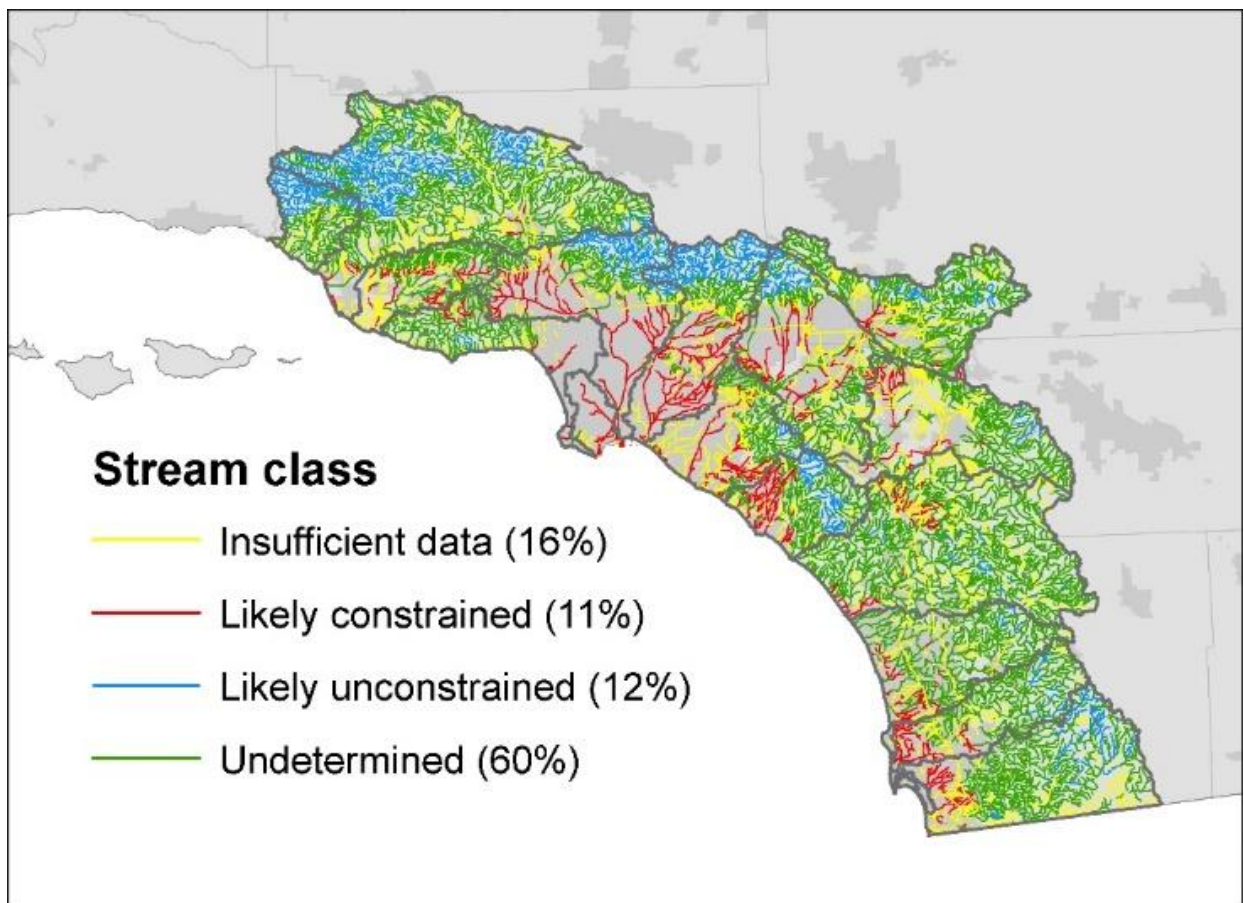 Stream class
Insufficient data (16%)
Likely constrained (11%)
Likely unconstrained (12%)
Undetermined (60%)